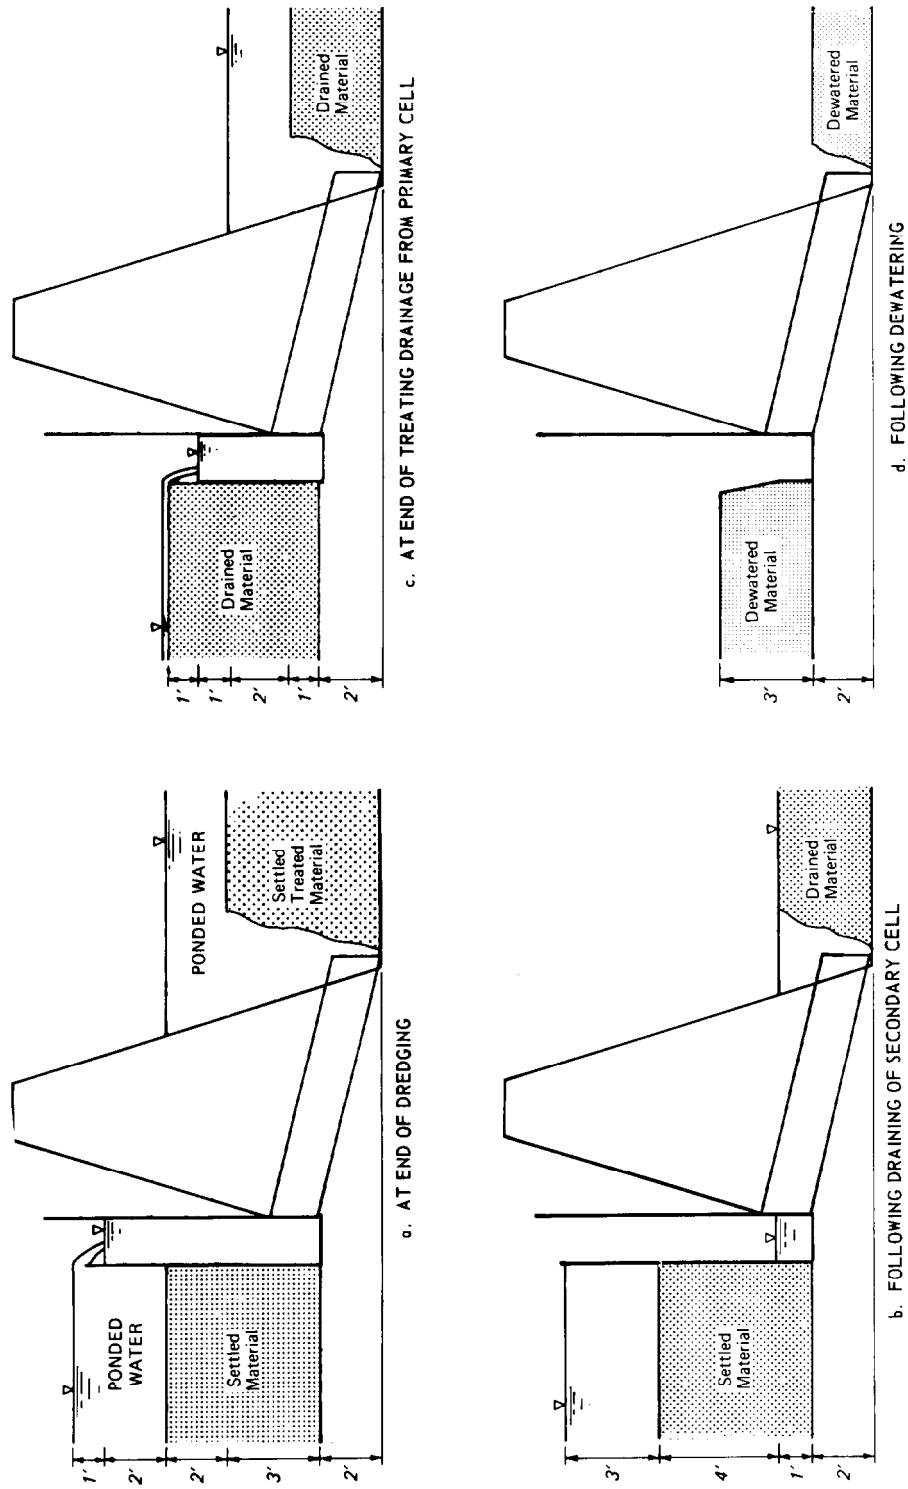 1'
2'
2'
3'
2'
PONDED
WATER
Settled
Material
PONDED WATER
Settled
Treated
Material
a. AT END OF DREDGING
3'
4'
1'
2'
Settled
Material
Drained
Material
b. FOLLOWING DRAINING OF SECONDARY CELL
1'
1'
2'
1'
2'
Drained
Material
Drained
Material
c. AT END OF TREATING DRAINAGE FROM PRIMARY CELL
3'
2'
Dewatered
Material
Dewatered
Material
d. FOLLOWING DEWATERING